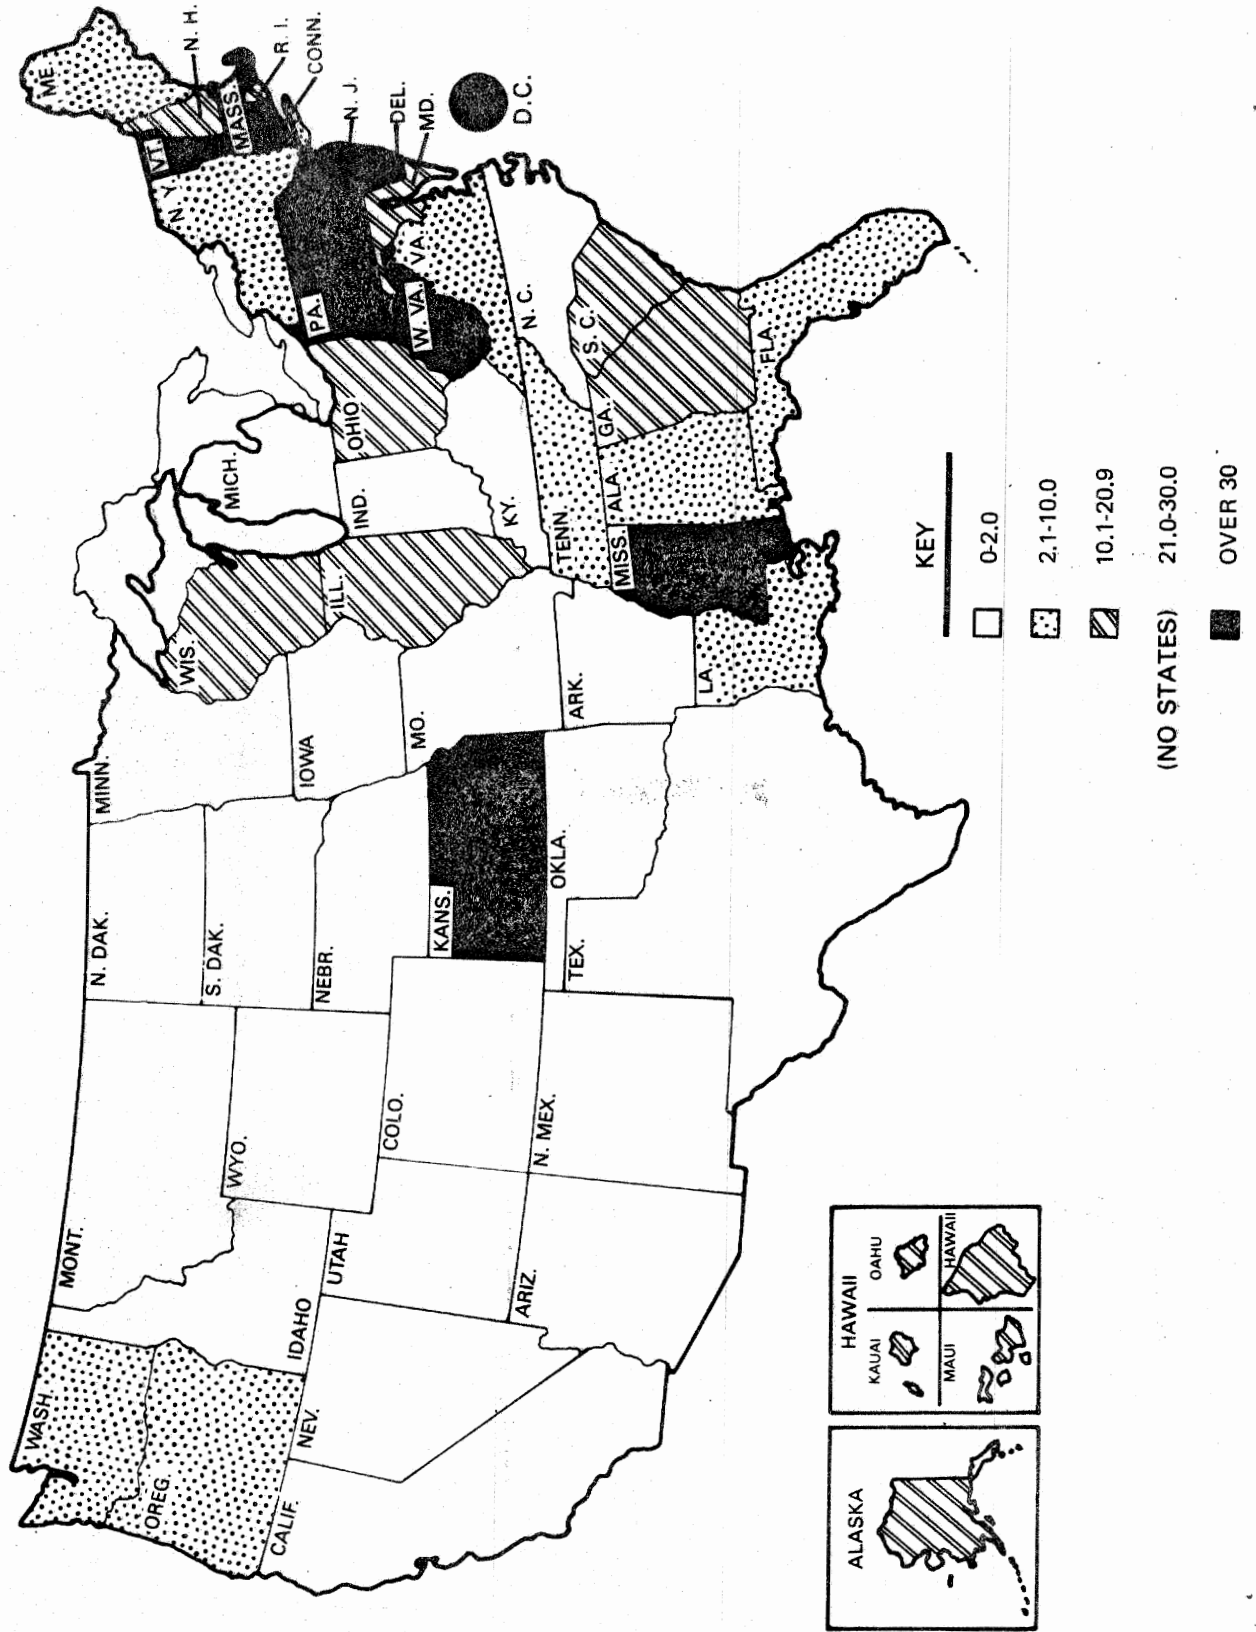 WASH.
OREG.
CALIF.
NEV.
IDAHO
MONT.
WYO.
UTAH
ARIZ.
COLO.
N. MEX.
N. DAK.
S. DAK.
NEBR.
KANS.
OKLA.
TEX.
MINN.
IOWA
MO.
ARK.
LA.
WIS.
ILL.
MICH.
IND.
OHIO
KY.
TENN.
MISS.
ALA.
GA.
FLA.
S. C.
N. C.
VA.
W. VA.
PA.
N. Y.
VT.
ME.
N. H.
MASS.
R. I.
CONN.
N. J.
DEL.
MD.
D.C.
ALASKA
HAWAII
KAUAI
OAHU
MAUI
HAWAII
KEY
0-2.0
2.1-10.0
10.1-20.9
(NO STATES) 21.0-30.0
OVER 30